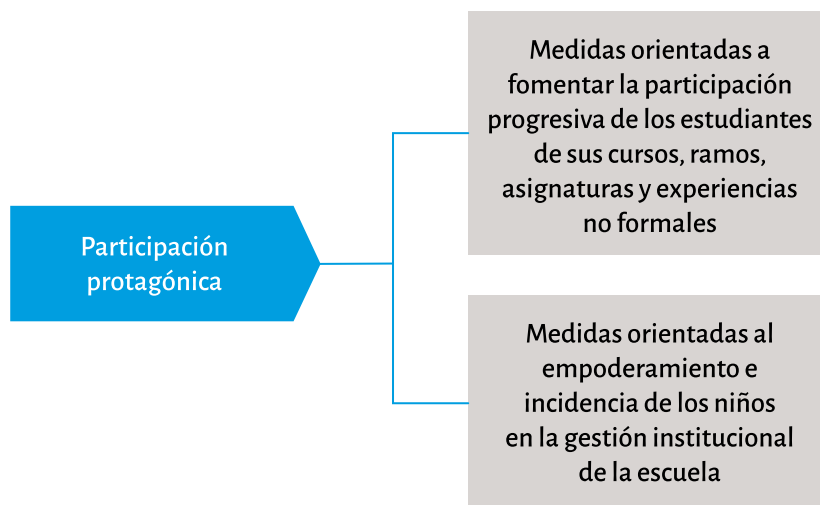 Participación
protagónica
Medidas orientadas a
fomentar la participación
progresiva de los estudiantes
de sus cursos, ramos,
asignaturas y experiencias
no formales
Medidas orientadas al
empoderamiento e
incidencia de los niños
en la gestión institucional
de la escuela